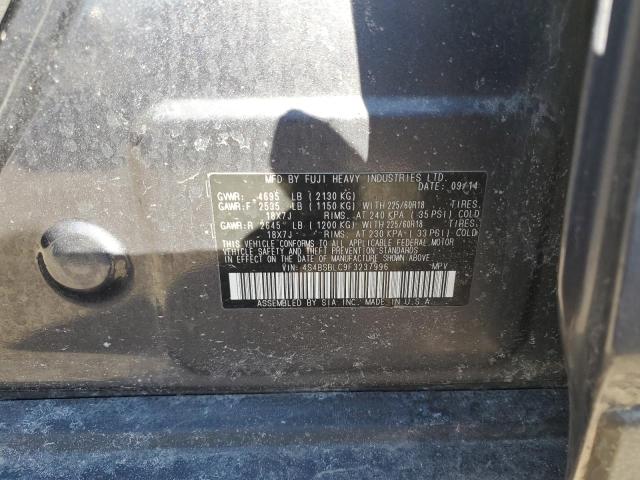 MFD BY FUJI HEAVY INDUSTRIES LTD.
DATE: 09/14
GVWR: 4695 LB ( 2130 KG)
GAWR:F 2535 LB ( 1150 KG) WITH 225/60R18 TIRES.
18X7J RIMS. AT 240 KPA ( 35 PSI) COLD
GAWR:R 2645 LB ( 1200 KG) WITH 225/60R18 TIRES.
18X7J RIMS. AT 230 KPA ( 33 PSI) COLD
THIS VEHICLE CONFORMS TO ALL APPLICABLE FEDERAL MOTOR
VEHICLE SAFETY AND THEFT PREVENTION STANDARDS
IN EFFECT ON THE DATE OF MANUFACTURE SHOWN ABOVE.
VIN: 4S4BSBLC9F3237996 MPV
ASSEMBLED BY SIA INC. MADE IN U.S.A.